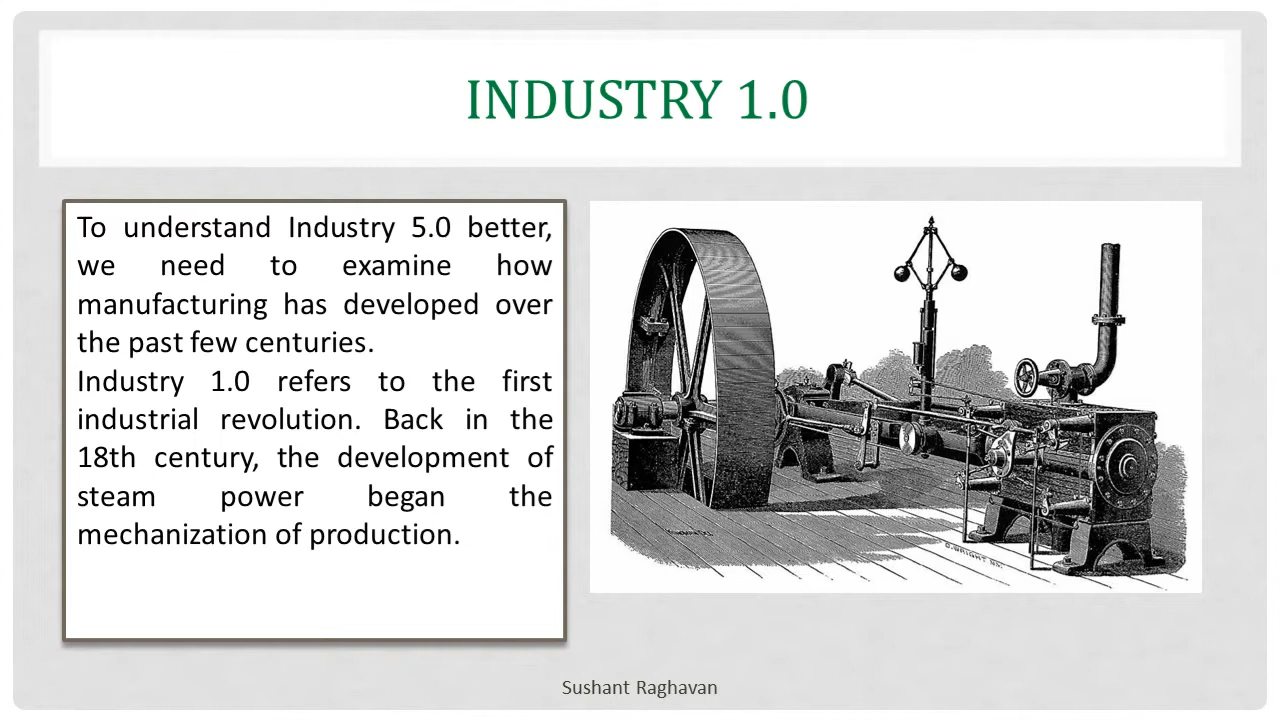 INDUSTRY 1.0
To understand Industry 5.0 better,
we need to examine how
manufacturing has developed over
the past few centuries.
Industry 1.0 refers to the first
industrial revolution. Back in the
18th century, the development of
steam power began the
mechanization of production.
Sushant Raghavan